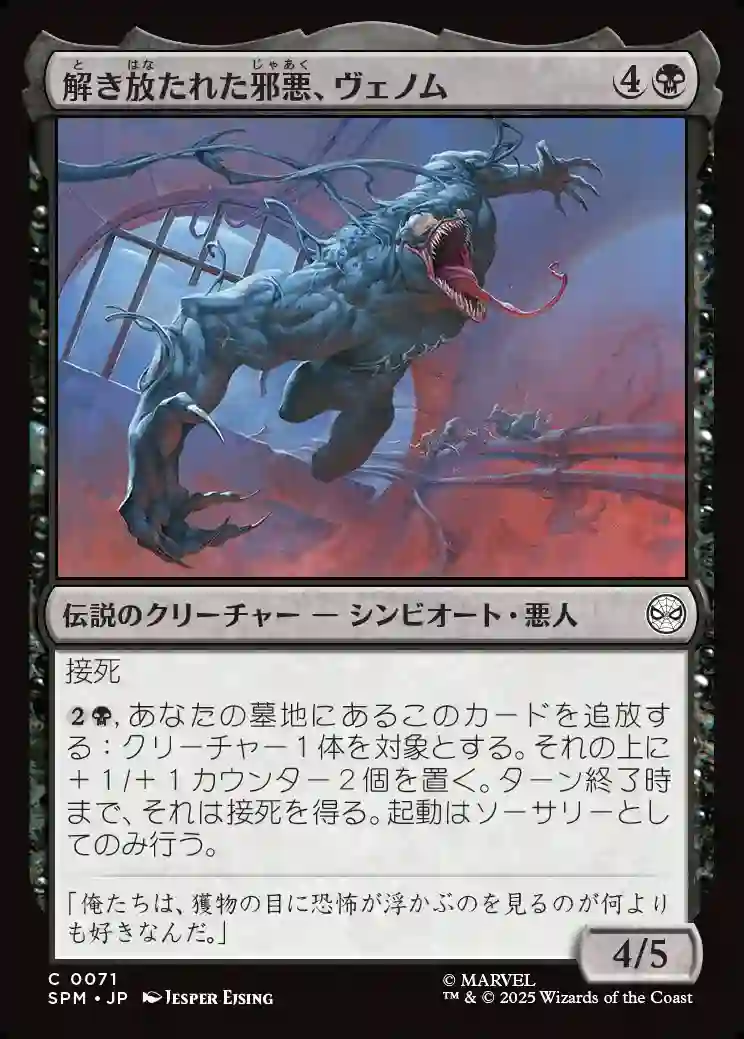 解き放たれた邪悪、ヴェノム 4
伝説のクリーチャー — シンビオート・悪人
接死
2, あなたの墓地にあるこのカードを追放す
る:クリーチャー1体を対象とする。それの上に
+1/+1カウンター2個を置く。ターン終了時
まで、それは接死を得る。起動はソーサリーとし
てのみ行う。
「俺たちは、獲物の目に恐怖が浮かぶのを見るのが何より
も好きなんだ。」
4/5
C 0071
SPM • JP Jesper Ejsing
© MARVEL
™ & © 2025 Wizards of the Coast